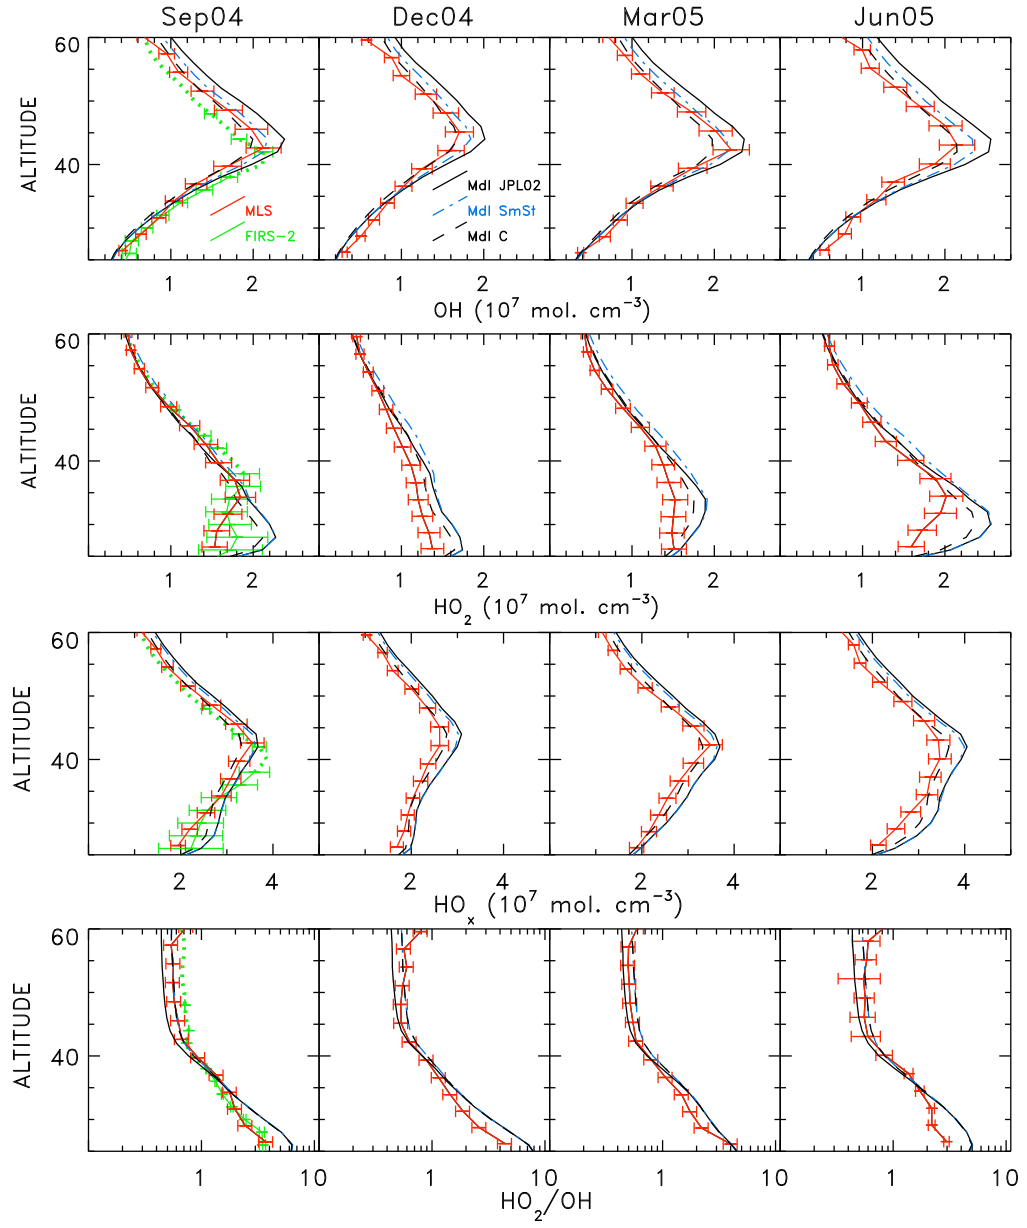 Sep04 Dec04 Mar05 Jun05
60
ALTITUDE
40
MLS
FIRS-2
Mdl JPL02
Mdl SmSt
Mdl C
1 2 1 2 1 2 1 2
OH (10⁷ mol. cm⁻³)
60
ALTITUDE
40
1 2 1 2 1 2 1 2
HO₂ (10⁷ mol. cm⁻³)
60
ALTITUDE
40
2 4 2 4 2 4 2 4
HOₓ (10⁷ mol. cm⁻³)
60
ALTITUDE
40
1 10 1 10 1 10 1 10
HO₂/OH